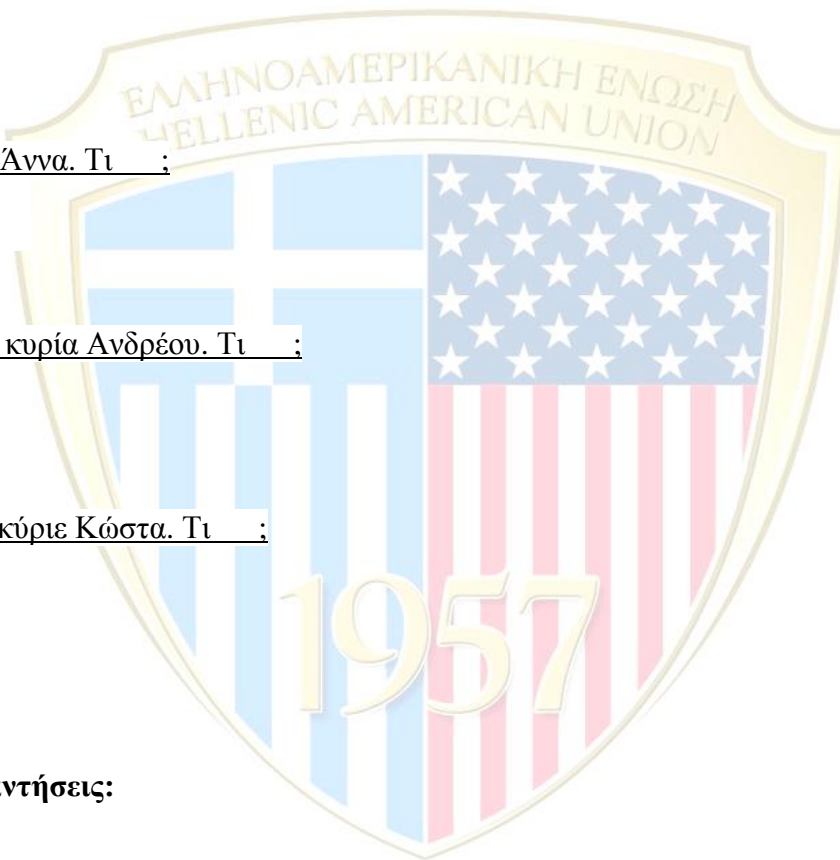 ΕΛΛΗΝΟΑΜΕΡΙΚΑΝΙΚΗ ΕΝΩΣΗ
HELLENIC AMERICAN UNION
Άννα. Τι ;
κυρία Ανδρέου. Τι ;
κύριε Κώστα. Τι ;
1957
ντήσεις: